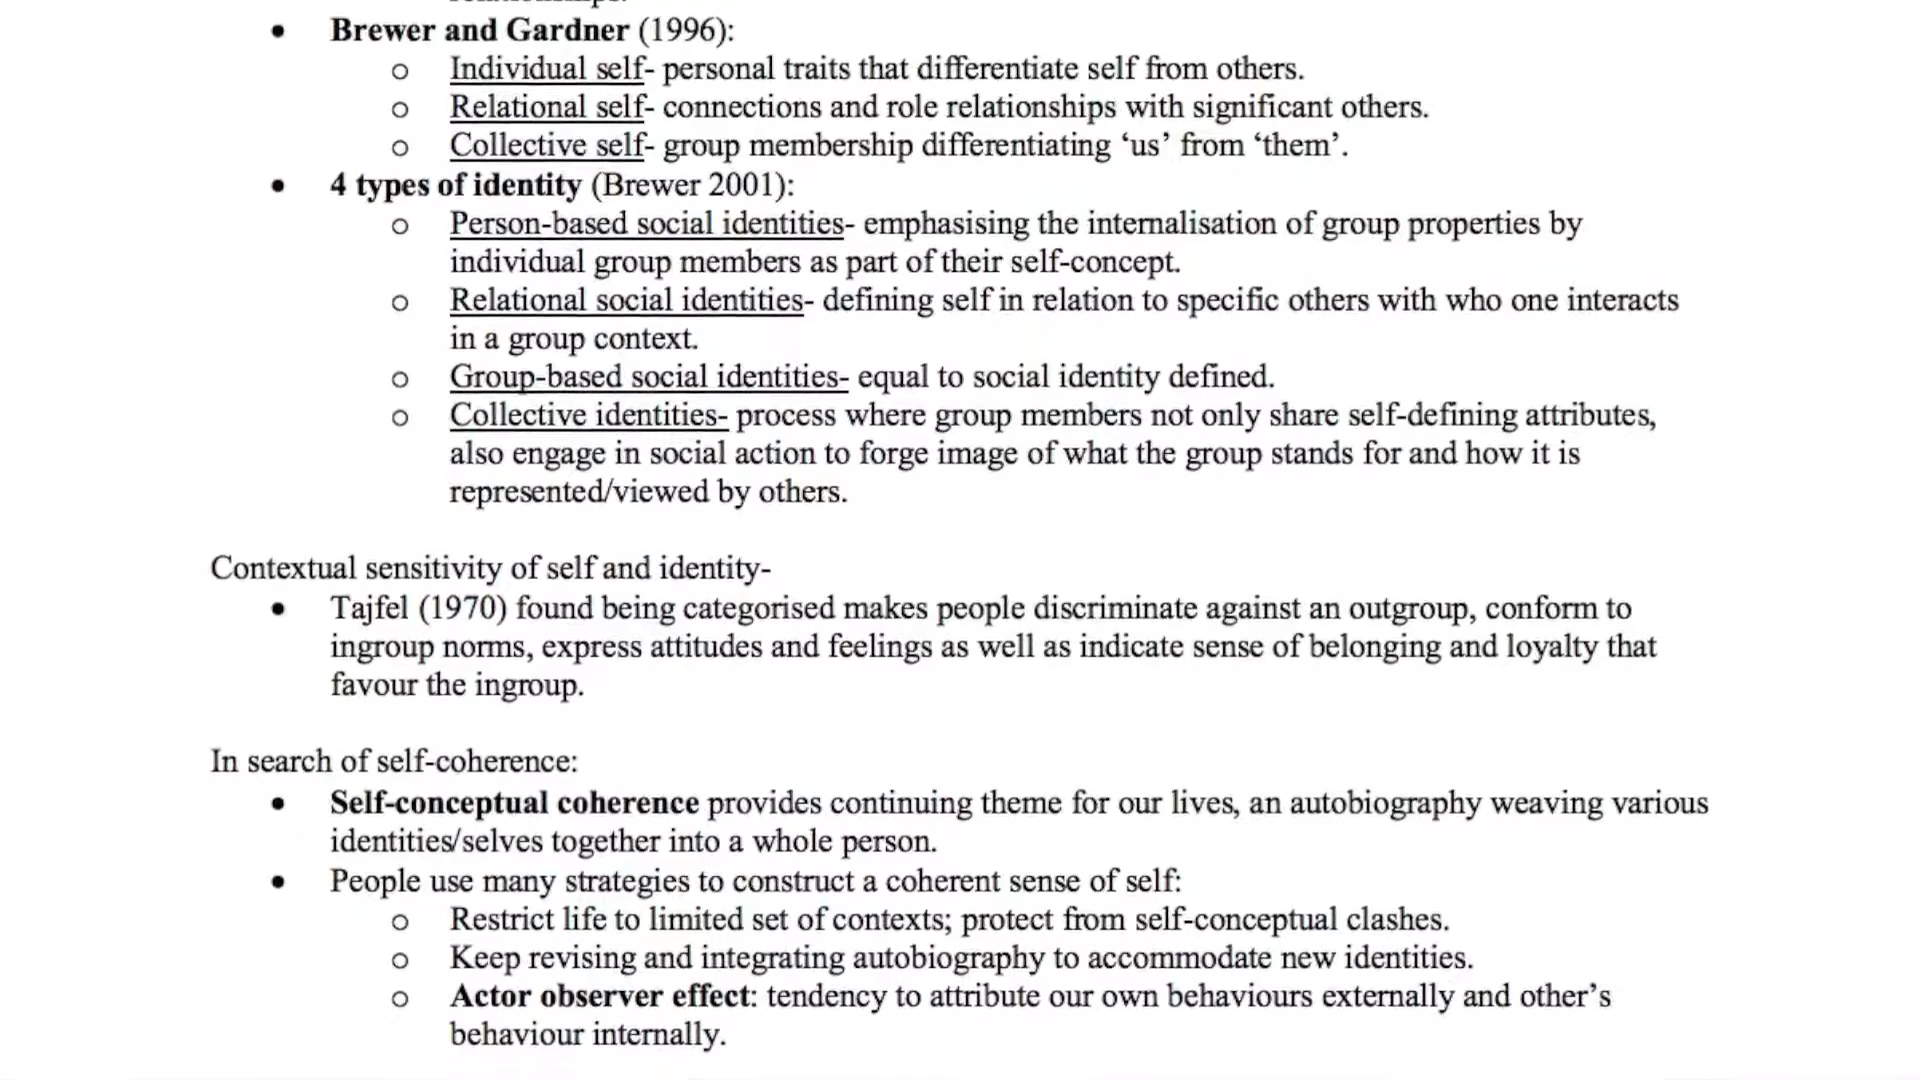 • Brewer and Gardner (1996):
o Individual self- personal traits that differentiate self from others.
o Relational self- connections and role relationships with significant others.
o Collective self- group membership differentiating ‘us’ from ‘them’.
• 4 types of identity (Brewer 2001):
o Person-based social identities- emphasising the internalisation of group properties by
individual group members as part of their self-concept.
o Relational social identities- defining self in relation to specific others with who one interacts
in a group context.
o Group-based social identities- equal to social identity defined.
o Collective identities- process where group members not only share self-defining attributes,
also engage in social action to forge image of what the group stands for and how it is
represented/viewed by others.
Contextual sensitivity of self and identity-
• Tajfel (1970) found being categorised makes people discriminate against an outgroup, conform to
ingroup norms, express attitudes and feelings as well as indicate sense of belonging and loyalty that
favour the ingroup.
In search of self-coherence:
• Self-conceptual coherence provides continuing theme for our lives, an autobiography weaving various
identities/selves together into a whole person.
• People use many strategies to construct a coherent sense of self:
o Restrict life to limited set of contexts; protect from self-conceptual clashes.
o Keep revising and integrating autobiography to accommodate new identities.
o Actor observer effect: tendency to attribute our own behaviours externally and other’s
behaviour internally.